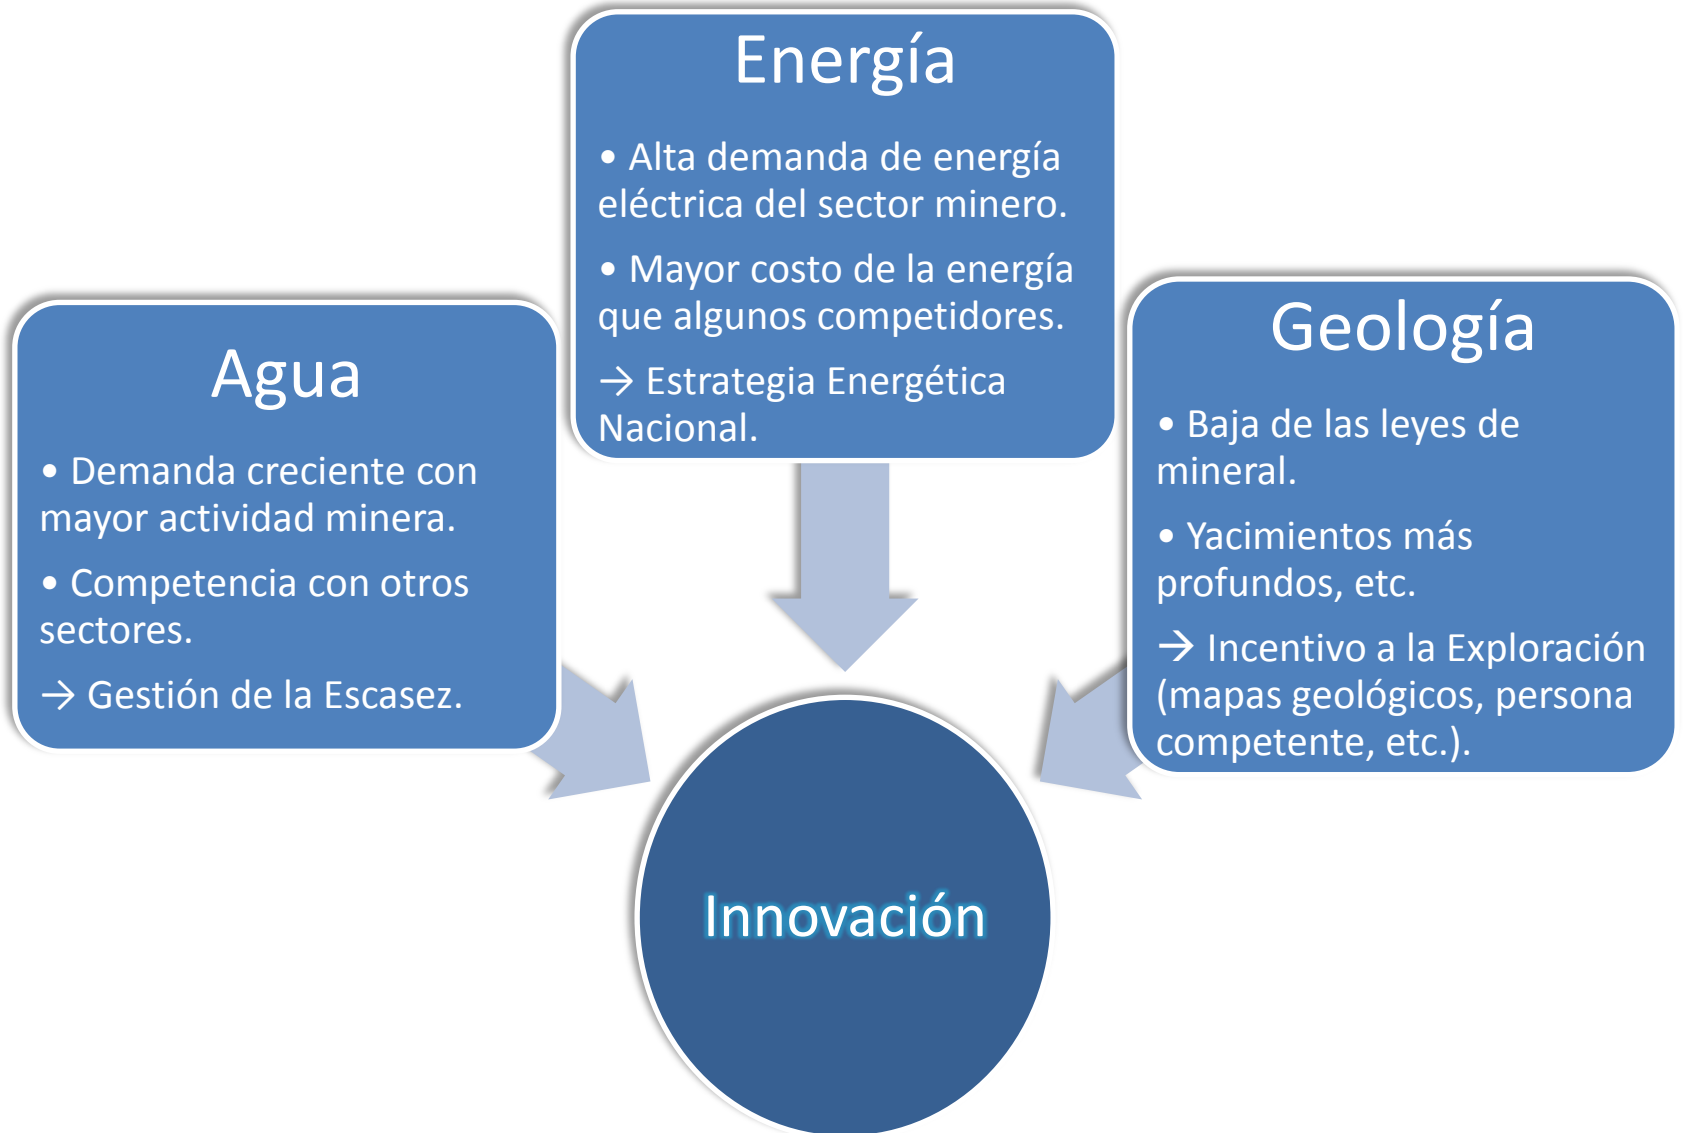 Energía
• Alta demanda de energía
eléctrica del sector minero.
• Mayor costo de la energía
que algunos competidores.
→ Estrategia Energética
Nacional.
Agua
• Demanda creciente con
mayor actividad minera.
• Competencia con otros
sectores.
→ Gestión de la Escasez.
Geología
• Baja de las leyes de
mineral.
• Yacimientos más
profundos, etc.
→ Incentivo a la Exploración
(mapas geológicos, persona
competente, etc.).
Innovación